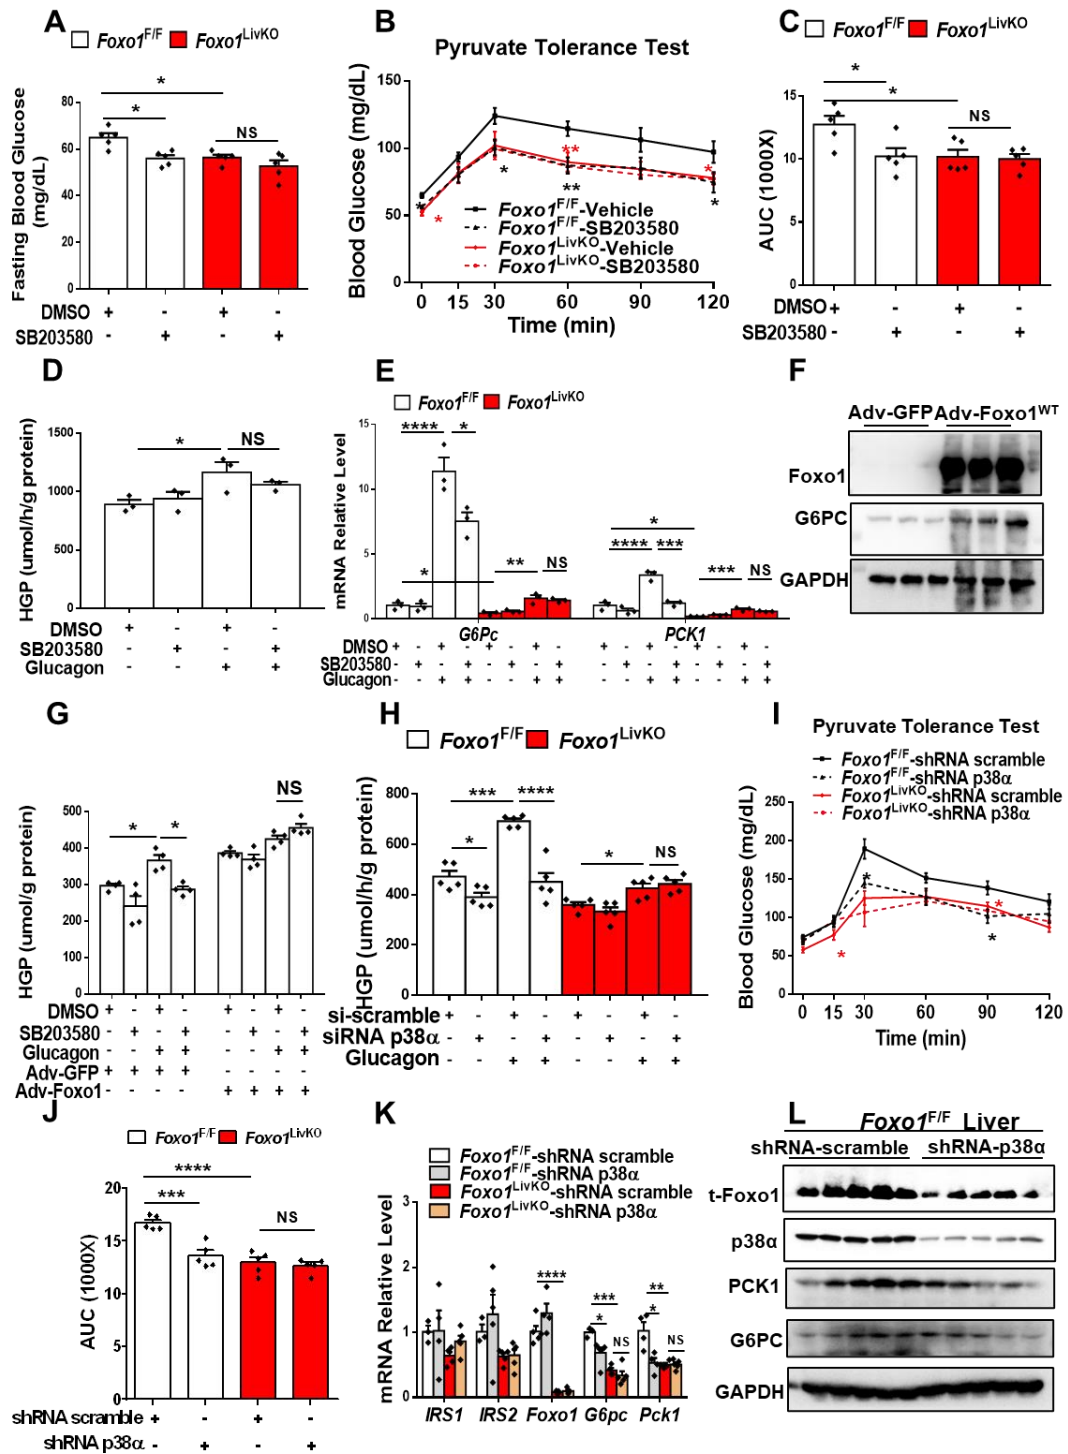 A
Foxo1F/F Foxo1LivKO
Fasting Blood Glucose
(mg/dL)
80
60
40
20
0
*
*
NS
DMSO + - + -
SB203580 - + - +
B
Pyruvate Tolerance Test
Blood Glucose (mg/dL)
150
100
50
0
**
*
**
*
*
*
*
Foxo1F/F-Vehicle
Foxo1F/F-SB203580
Foxo1LivKO-Vehicle
Foxo1LivKO-SB203580
0 15 30 60 90 120
Time (min)
C
Foxo1F/F Foxo1LivKO
AUC (1000X)
15
10
5
0
*
*
NS
DMSO + - + -
SB203580 - + - +
D
HGP (umol/h/g protein)
1500
1000
500
0
* NS
DMSO + - + -
SB203580 - + - +
Glucagon - - + +
E
Foxo1F/F Foxo1LivKO
mRNA Relative Level
15
10
5
0
**** *
*
** NS
*
**** ***
*** NS
G6Pc PCK1
DMSO + - + - + - + - + - + - + - + -
SB203580 - + - + - + - + - + - + - + - +
Glucagon - - + + - - + + - - + + - - + +
F
Adv-GFP Adv-Foxo1WT
Foxo1
G6PC
GAPDH
G
HGP (umol/h/g protein)
500
400
300
200
100
0
* *
NS
DMSO + - + - + - + -
SB203580 - + - + - + - +
Glucagon - - + + - - + +
Adv-GFP + + + + - - - -
Adv-Foxo1 - - - - + + + +
H
Foxo1F/F Foxo1LivKO
HGP (umol/h/g protein)
800
600
400
200
0
*** ****
*
* NS
si-scramble + - + - + - + -
siRNA p38α - + - + - + - +
Glucagon - - + + - - + +
I
Pyruvate Tolerance Test
Foxo1F/F-shRNA scramble
Foxo1F/F-shRNA p38α
Foxo1LivKO-shRNA scramble
Foxo1LivKO-shRNA p38α
Blood Glucose (mg/dL)
250
200
150
100
50
0
*
*
*
*
0 15 30 60 90 120
Time (min)
J
Foxo1F/F Foxo1LivKO
AUC (1000X)
20
15
10
5
0
****
***
NS
shRNA scramble + - + -
shRNA p38α - + - +
K
Foxo1F/F-shRNA scramble
Foxo1F/F-shRNA p38α
Foxo1LivKO-shRNA scramble
Foxo1LivKO-shRNA p38α
mRNA Relative Level
3
2
1
0
****
***
*
NS
**
*
NS
IRS1 IRS2 Foxo1 G6pc Pck1
L
Foxo1F/F Liver
shRNA-scramble shRNA-p38α
t-Foxo1
p38α
PCK1
G6PC
GAPDH